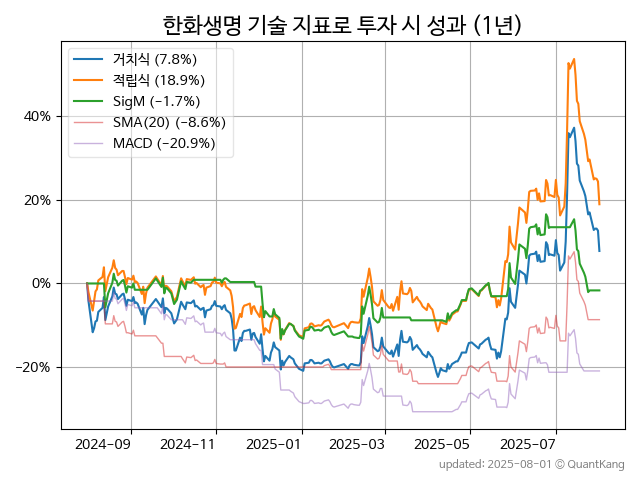 한화생명 기술 지표로 투자 시 성과 (1년)
거치식 (7.8%)
적립식 (18.9%)
SigM (−1.7%)
SMA(20) (−8.6%)
MACD (−20.9%)
40%
20%
0%
−20%
2024-09 2024-11 2025-01 2025-03 2025-05 2025-07
updated: 2025-08-01 © QuantKang